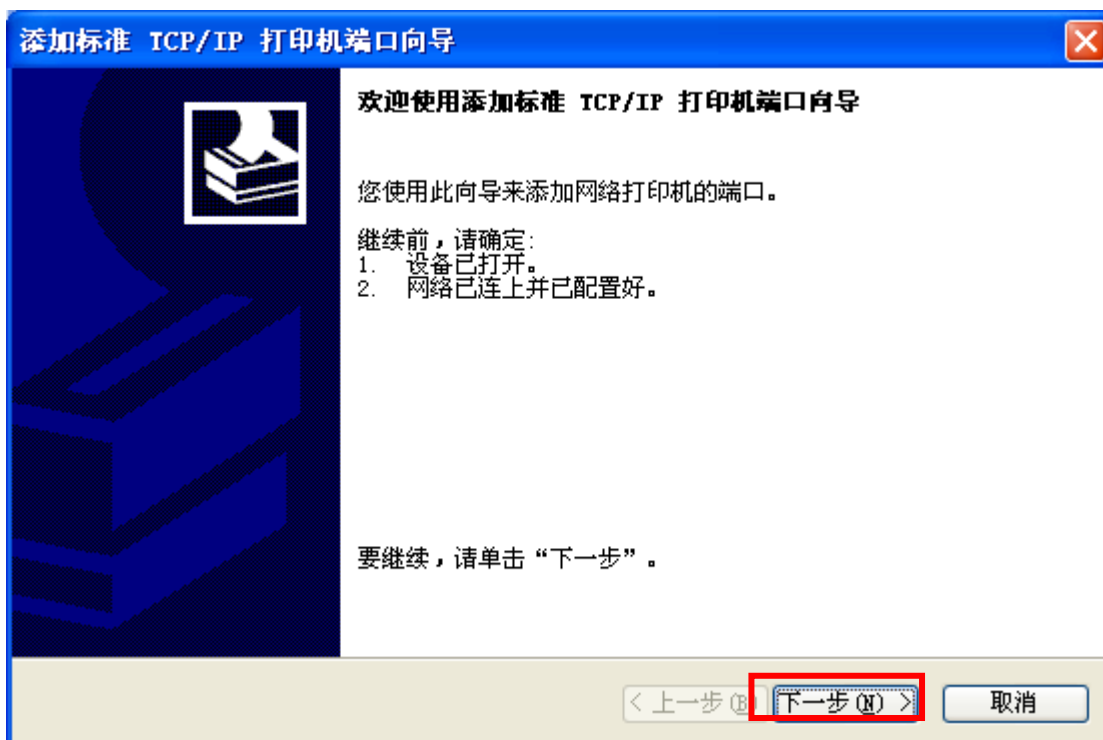 添加标准 TCP/IP 打印机端口向导
欢迎使用添加标准 TCP/IP 打印机端口向导
您使用此向导来添加网络打印机的端口。
继续前，请确定:
1. 设备已打开。
2. 网络已连上并已配置好。
要继续，请单击“下一步”。
< 上一步(B) 下一步(N) > 取消